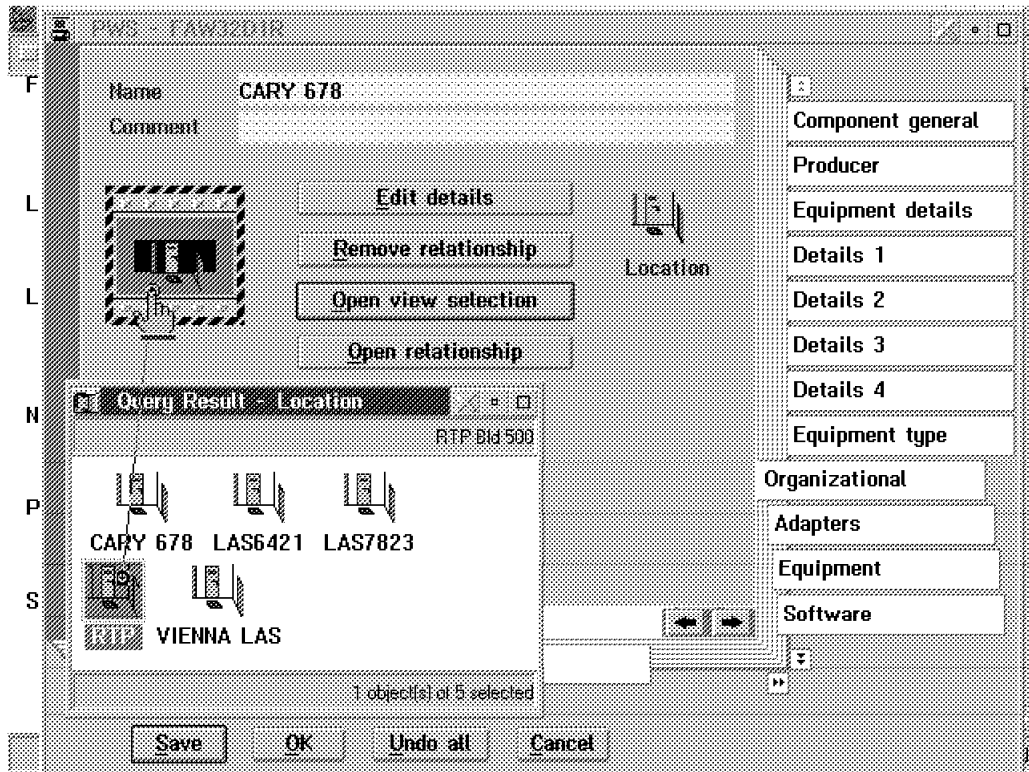 PWS - FAW32D1R
F
Name CARY 678
Comment
Component general
Producer
L
Edit details
Equipment details
Remove relationship
Location
Details 1
L
Open view selection
Details 2
Open relationship
Details 3
Details 4
N
Query Result - Location
RTP Bld 500
Equipment type
Organizational
P
CARY 678 LAS6421 LAS7823
Adapters
Equipment
S
Software
RTP VIENNA LAS
1 object(s) of 5 selected
Save OK Undo all Cancel